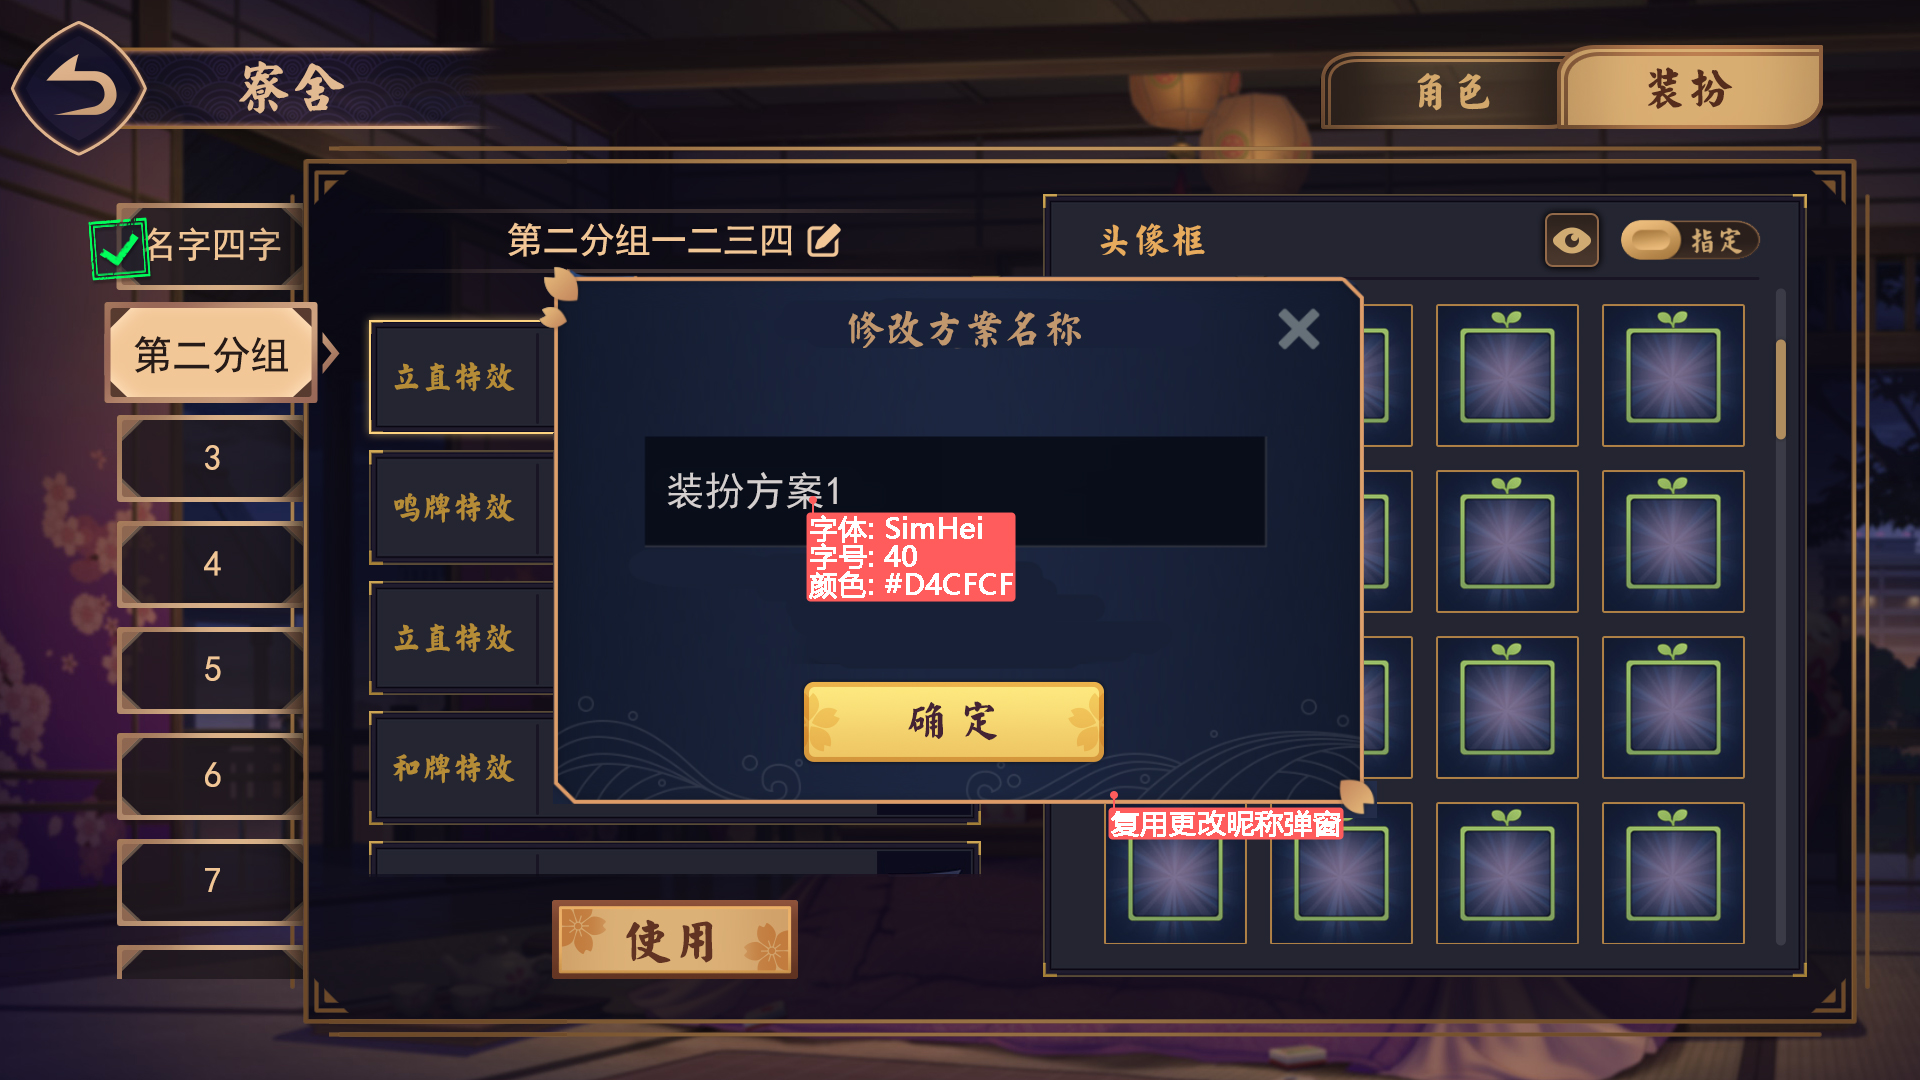 寮舍
角色
装扮
名字四字
第二分组
3
4
5
6
7
第二分组一二三四
立直特效
鸣牌特效
立直特效
和牌特效
使用
头像框
指定
修改方案名称
装扮方案1
字体: SimHei
字号: 40
颜色: #D4CFCF
确定
复用更改昵称弹窗